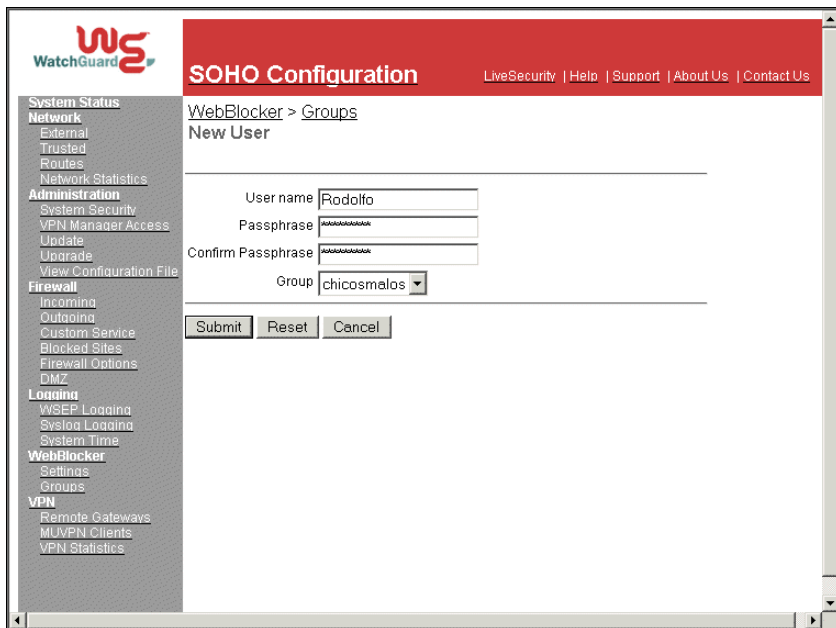 WatchGuard
SOHO Configuration
LiveSecurity | Help | Support | About Us | Contact Us
System Status
Network
External
Trusted
Routes
Network Statistics
Administration
System Security
VPN Manager Access
Update
Upgrade
View Configuration File
Firewall
Incoming
Outgoing
Custom Service
Blocked Sites
Firewall Options
DMZ
Logging
WSEP Logging
Syslog Logging
System Time
WebBlocker
Settings
Groups
VPN
Remote Gateways
MUVPN Clients
VPN Statistics
WebBlocker > Groups
New User
User name Rodolfo
Passphrase *********
Confirm Passphrase *********
Group chicosmalos
Submit Reset Cancel